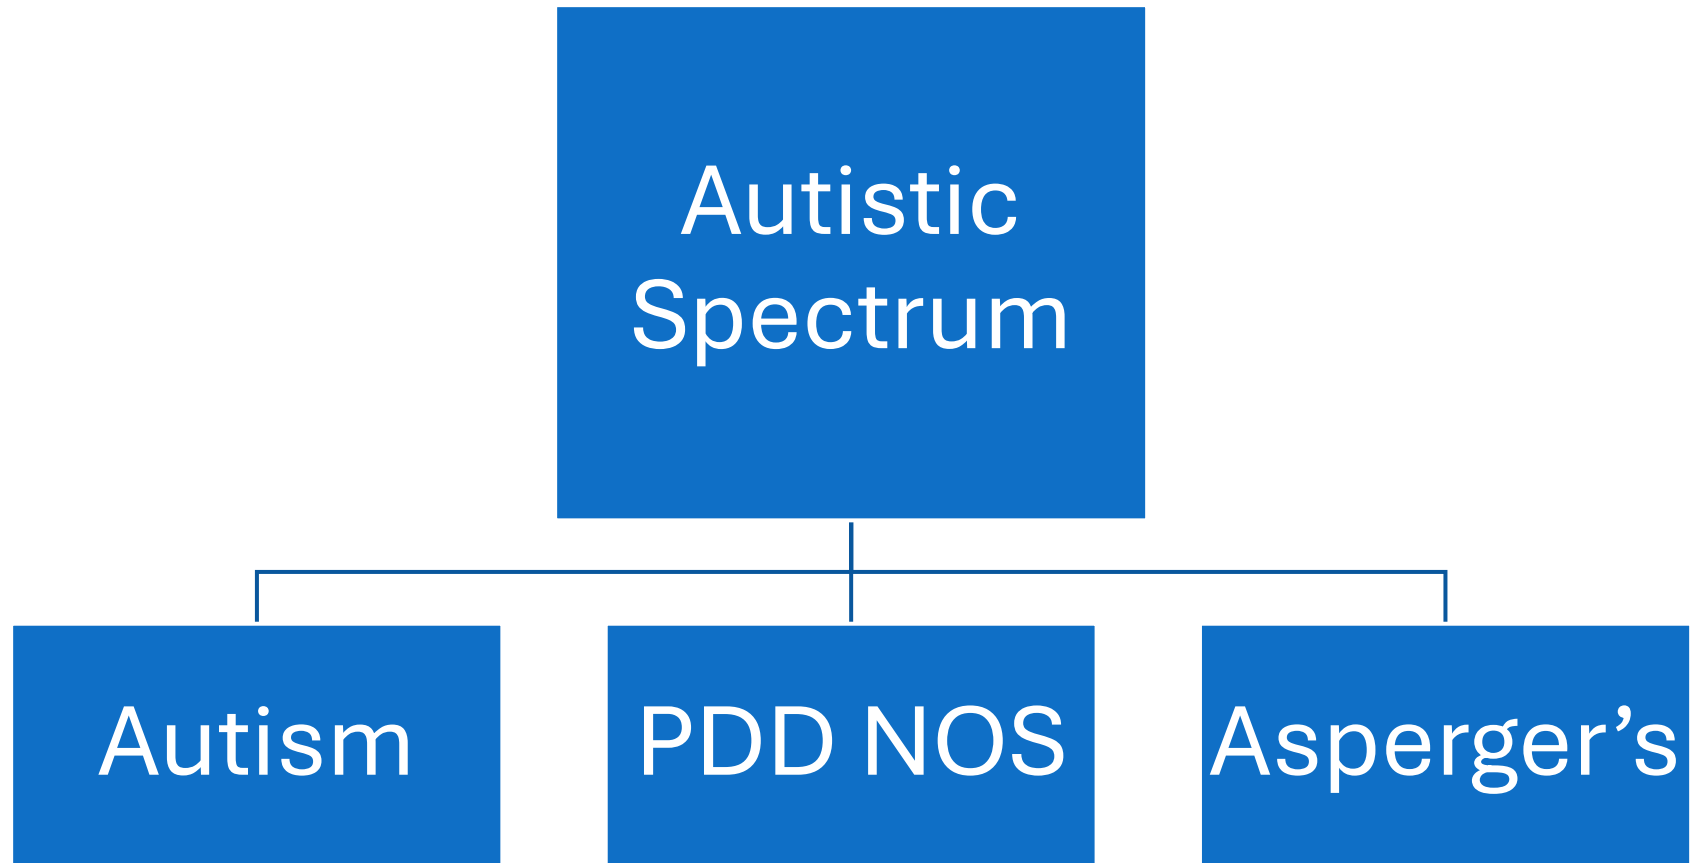 Autistic
Spectrum
Autism
PDD NOS
Asperger’s